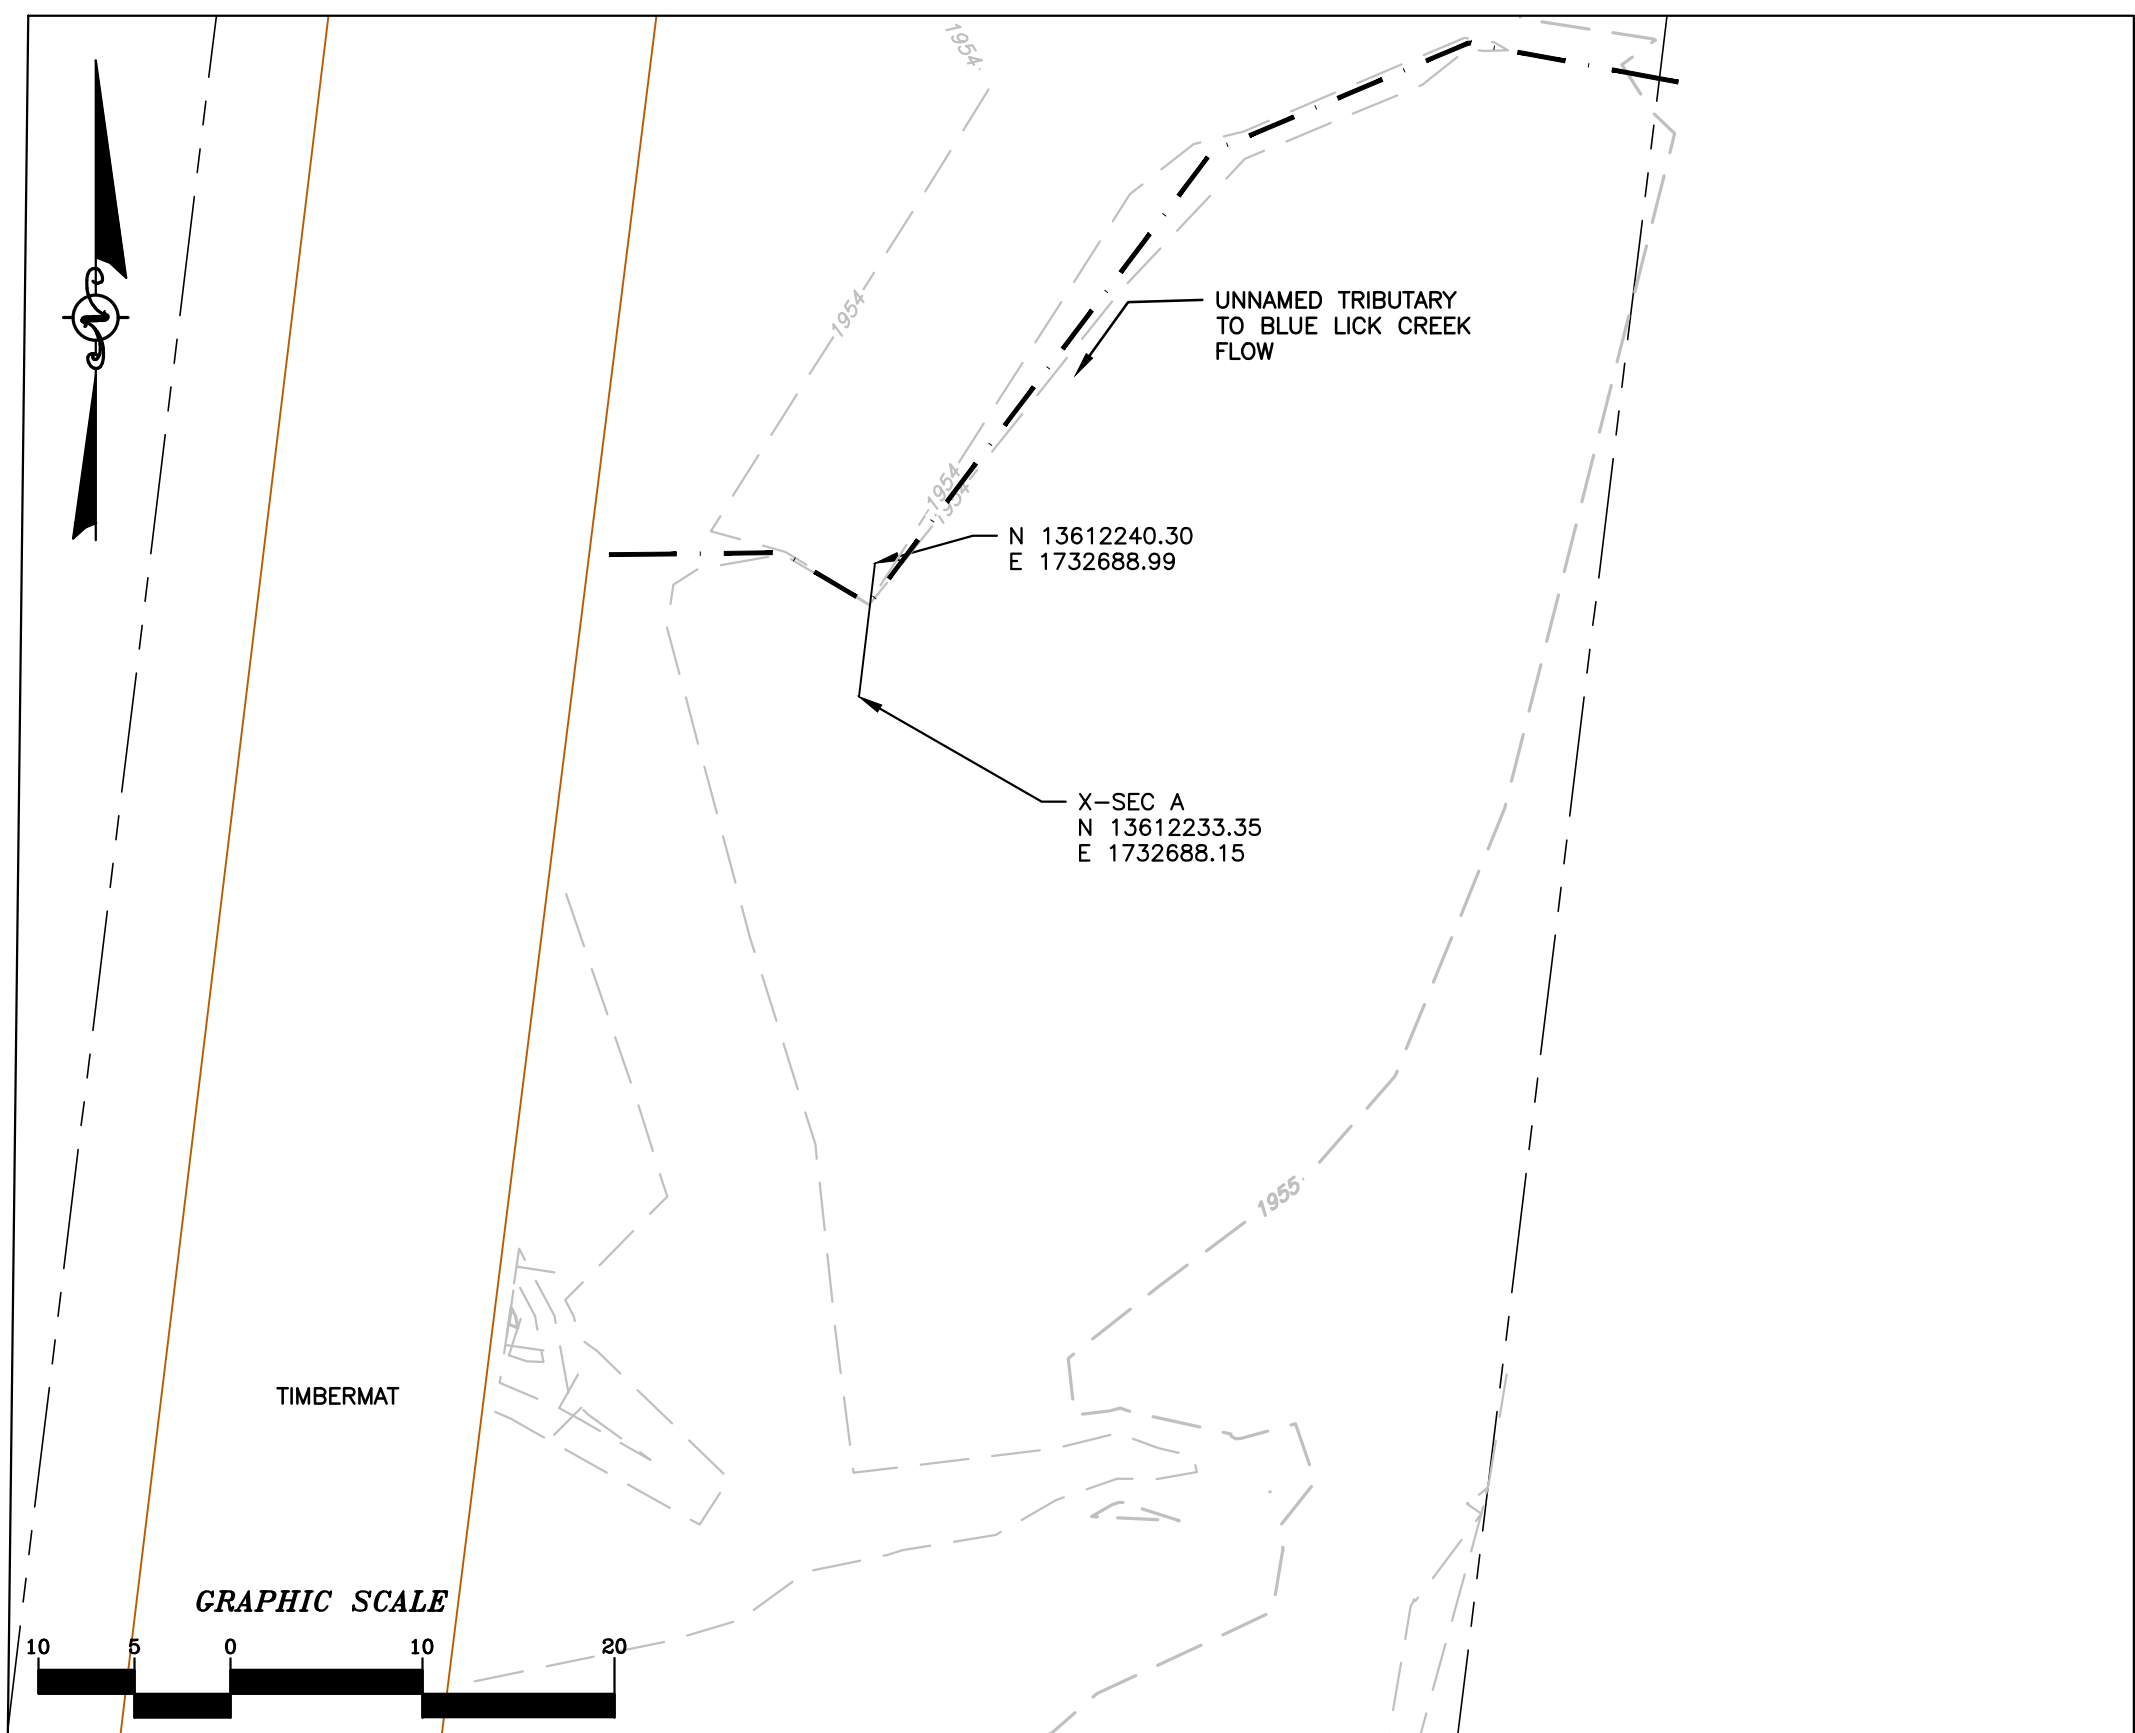 1954
1954
UNNAMED TRIBUTARY
TO BLUE LICK CREEK
FLOW
N
1954
1954
N 13612240.30
E 1732688.99
X-SEC A
N 13612233.35
E 1732688.15
1955
TIMBERMAT
GRAPHIC SCALE
10 5 0 10 20